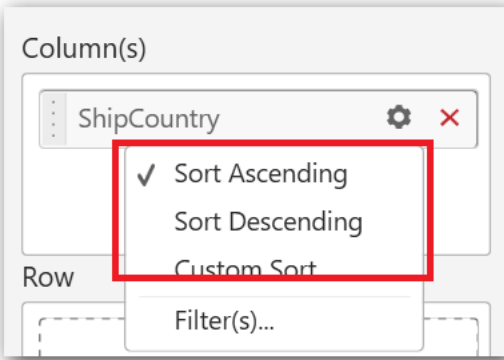 Column(s)
ShipCountry
Sort Ascending
Sort Descending
Custom Sort
Row
Filter(s)...